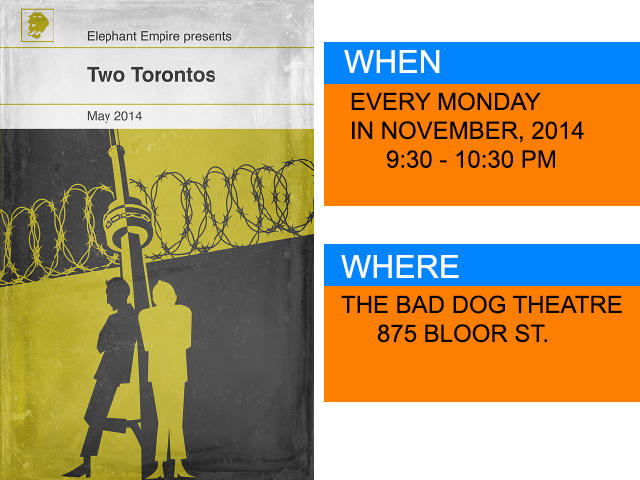 Elephant Empire presents
Two Torontos
May 2014
WHEN
EVERY MONDAY
IN NOVEMBER, 2014
9:30 - 10:30 PM
WHERE
THE BAD DOG THEATRE
875 BLOOR ST.